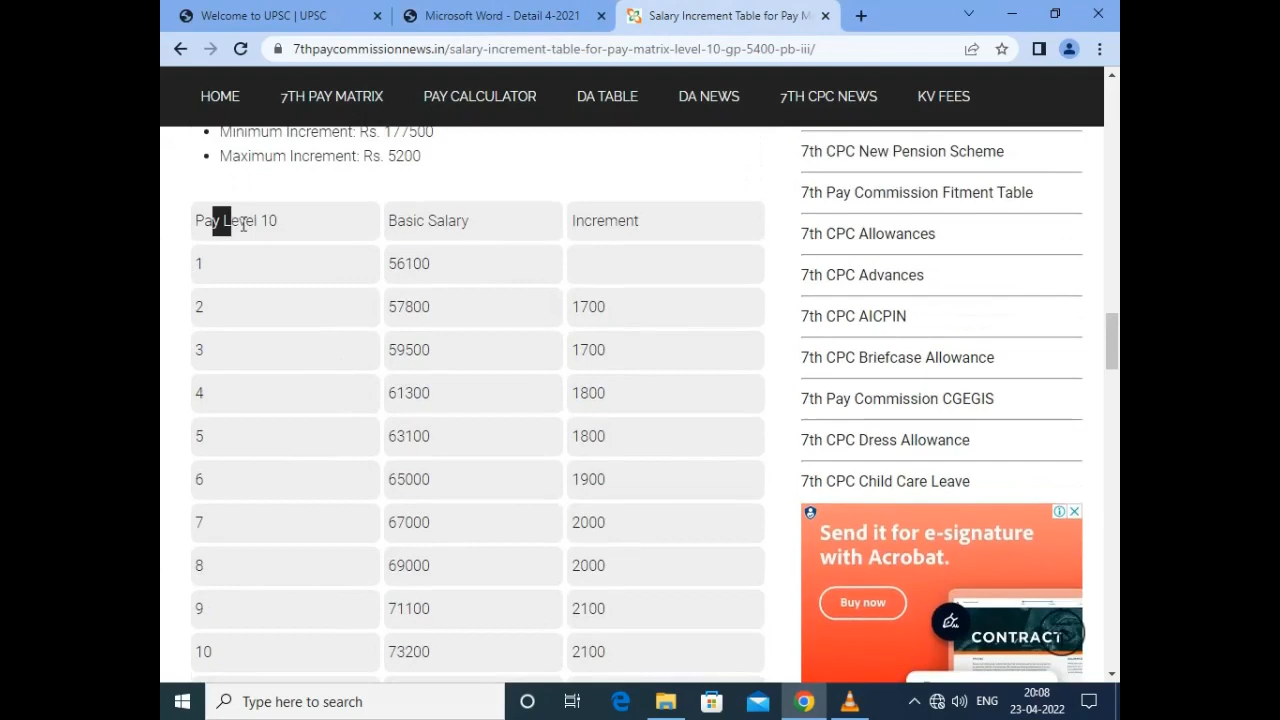 Welcome to UPSC | UPSC
Microsoft Word - Detail 4-2021
Salary Increment Table for Pay M
7thpaycommissionnews.in/salary-increment-table-for-pay-matrix-level-10-gp-5400-pb-iii/
HOME 7TH PAY MATRIX PAY CALCULATOR DA TABLE DA NEWS 7TH CPC NEWS KV FEES
Minimum Increment: Rs. 177500
Maximum Increment: Rs. 5200
Pay Level 10 Basic Salary Increment
1 56100
2 57800 1700
3 59500 1700
4 61300 1800
5 63100 1800
6 65000 1900
7 67000 2000
8 69000 2000
9 71100 2100
10 73200 2100
7th CPC New Pension Scheme
7th Pay Commission Fitment Table
7th CPC Allowances
7th CPC Advances
7th CPC AICPIN
7th CPC Briefcase Allowance
7th Pay Commission CGEGIS
7th CPC Dress Allowance
7th CPC Child Care Leave
Send it for e-signature
with Acrobat.
Buy now
CONTRACT
Type here to search
ENG
20:08
23-04-2022